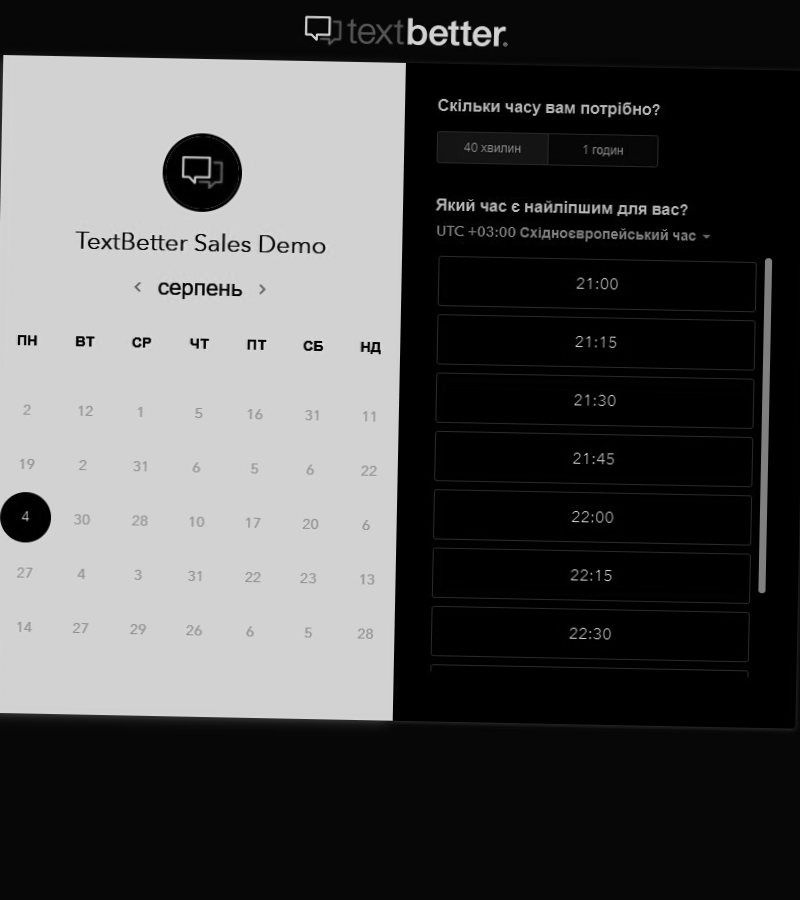 textbetter.
TextBetter Sales Demo
‹ серпень ›
ПН ВТ СР ЧТ ПТ СБ НД
2 12 1 5 16 31 11
19 2 31 6 5 6 22
4 30 28 10 17 20 6
27 4 3 31 22 23 13
14 27 29 26 6 5 28
Скільки часу вам потрібно?
40 хвилин 1 годин
Який час є найліпшим для вас?
UTC +03:00 Східноєвропейський час
21:00
21:15
21:30
21:45
22:00
22:15
22:30